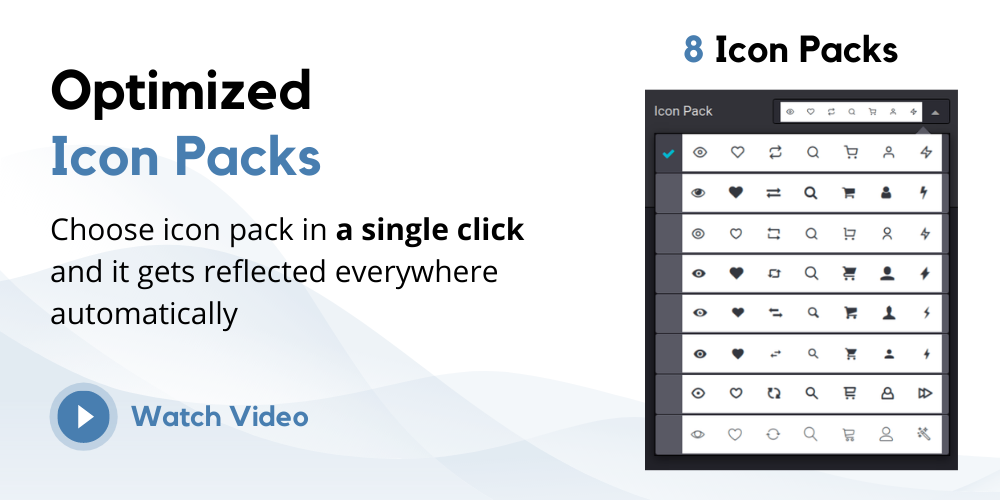 Optimized
Icon Packs
Choose icon pack in a single click
and it gets reflected everywhere
automatically
Watch Video
8 Icon Packs
Icon Pack